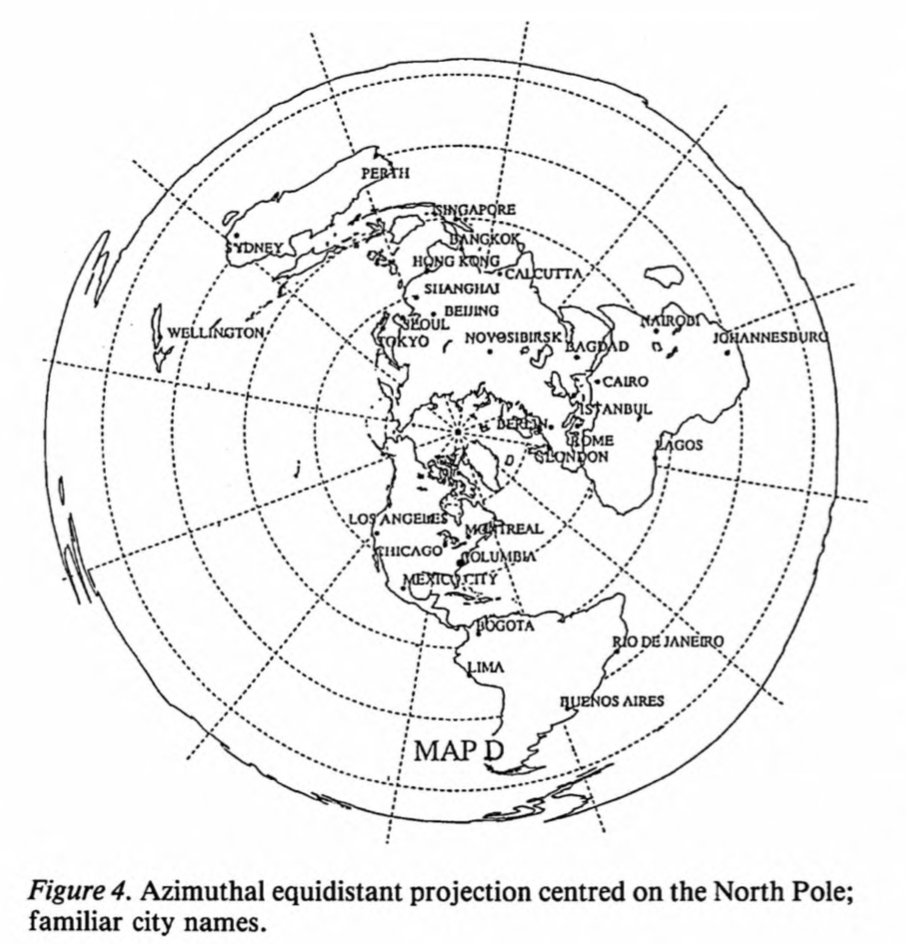 PERTH
SINGAPORE
SYDNEY
BANGKOK
HONG KONG
CALCUTTA
SHANGHAI
BEIJING
SEOUL
NAIROBI
WELLINGTON
TOKYO
NOVOSIBIRSK
BAGDAD
JOHANNESBURG
CAIRO
ISTANBUL
BERLIN
ROME
LAGOS
LONDON
LOS ANGELES
MONTREAL
CHICAGO
COLUMBIA
MEXICO CITY
BOGOTA
RIO DE JANEIRO
LIMA
BUENOS AIRES
MAP D
Figure 4. Azimuthal equidistant projection centred on the North Pole;
familiar city names.